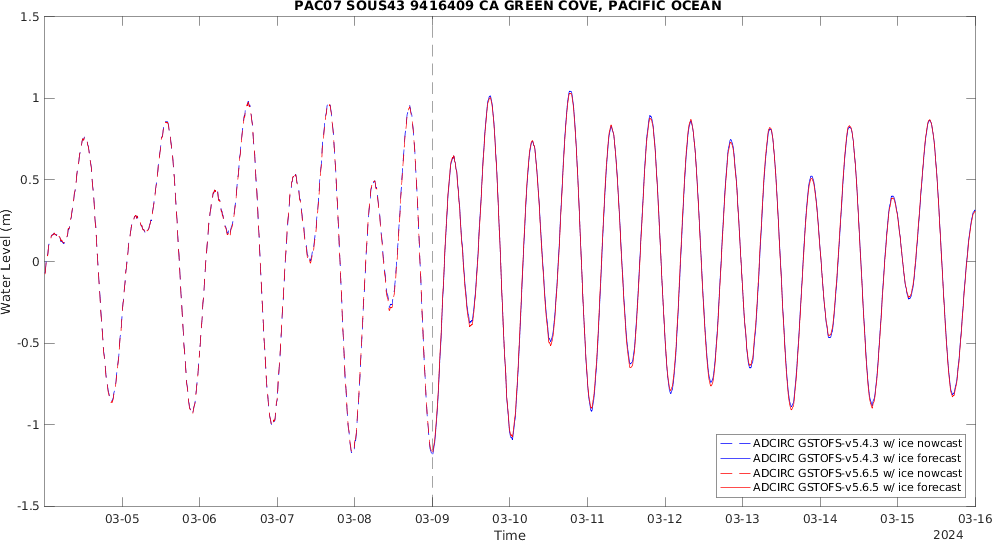 PAC07 SOUS43 9416409 CA GREEN COVE, PACIFIC OCEAN
1.5
1
0.5
0
-0.5
-1
-1.5
Water Level (m)
ADCIRC GSTOFS-v5.4.3 w/ ice nowcast
ADCIRC GSTOFS-v5.4.3 w/ ice forecast
ADCIRC GSTOFS-v5.6.5 w/ ice nowcast
ADCIRC GSTOFS-v5.6.5 w/ ice forecast
03-05 03-06 03-07 03-08 03-09 03-10 03-11 03-12 03-13 03-14 03-15 03-16
Time
2024